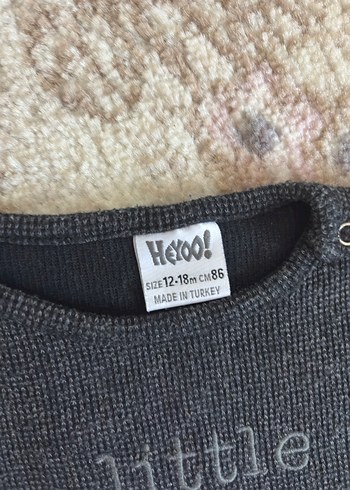 HEYOO!
SIZE 12-18m CM 86
MADE IN TURKEY
little